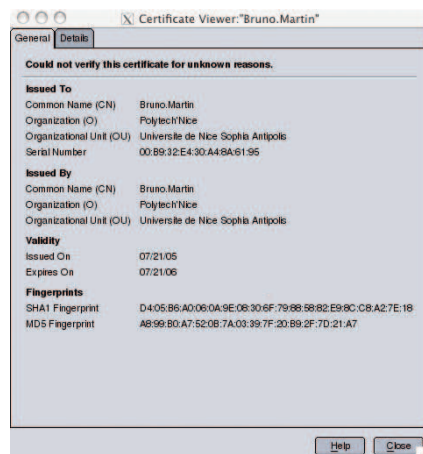 X Certificate Viewer:"Bruno.Martin"
General Details
Could not verify this certificate for unknown reasons.
Issued To
Common Name (CN) Bruno.Martin
Organization (O) Polytech'Nice
Organizational Unit (OU) Universite de Nice Sophia Antipolis
Serial Number 00:B9:32:E4:30:A4:8A:61:95
Issued By
Common Name (CN) Bruno.Martin
Organization (O) Polytech'Nice
Organizational Unit (OU) Universite de Nice Sophia Antipolis
Validity
Issued On 07/21/05
Expires On 07/21/06
Fingerprints
SHA1 Fingerprint D4:05:B6:A0:06:0A:9E:08:30:6F:79:88:58:82:E9:8C:C8:A2:7E:18
MD5 Fingerprint A8:99:B0:A7:52:0B:7A:03:39:7F:20:B9:2F:7D:21:A7
Help Close